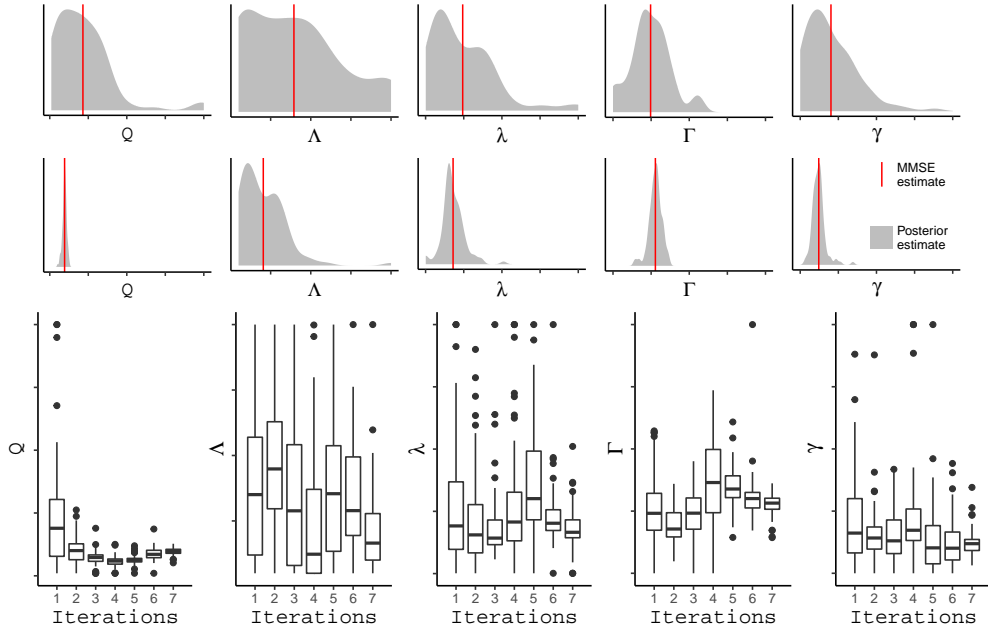 Q Λ λ Γ γ
MMSE
estimate
Posterior
estimate
Q Λ λ Γ γ
Q
Λ
λ
Γ
γ
1 2 3 4 5 6 7
1 2 3 4 5 6 7
1 2 3 4 5 6 7
1 2 3 4 5 6 7
1 2 3 4 5 6 7
Iterations Iterations Iterations Iterations Iterations